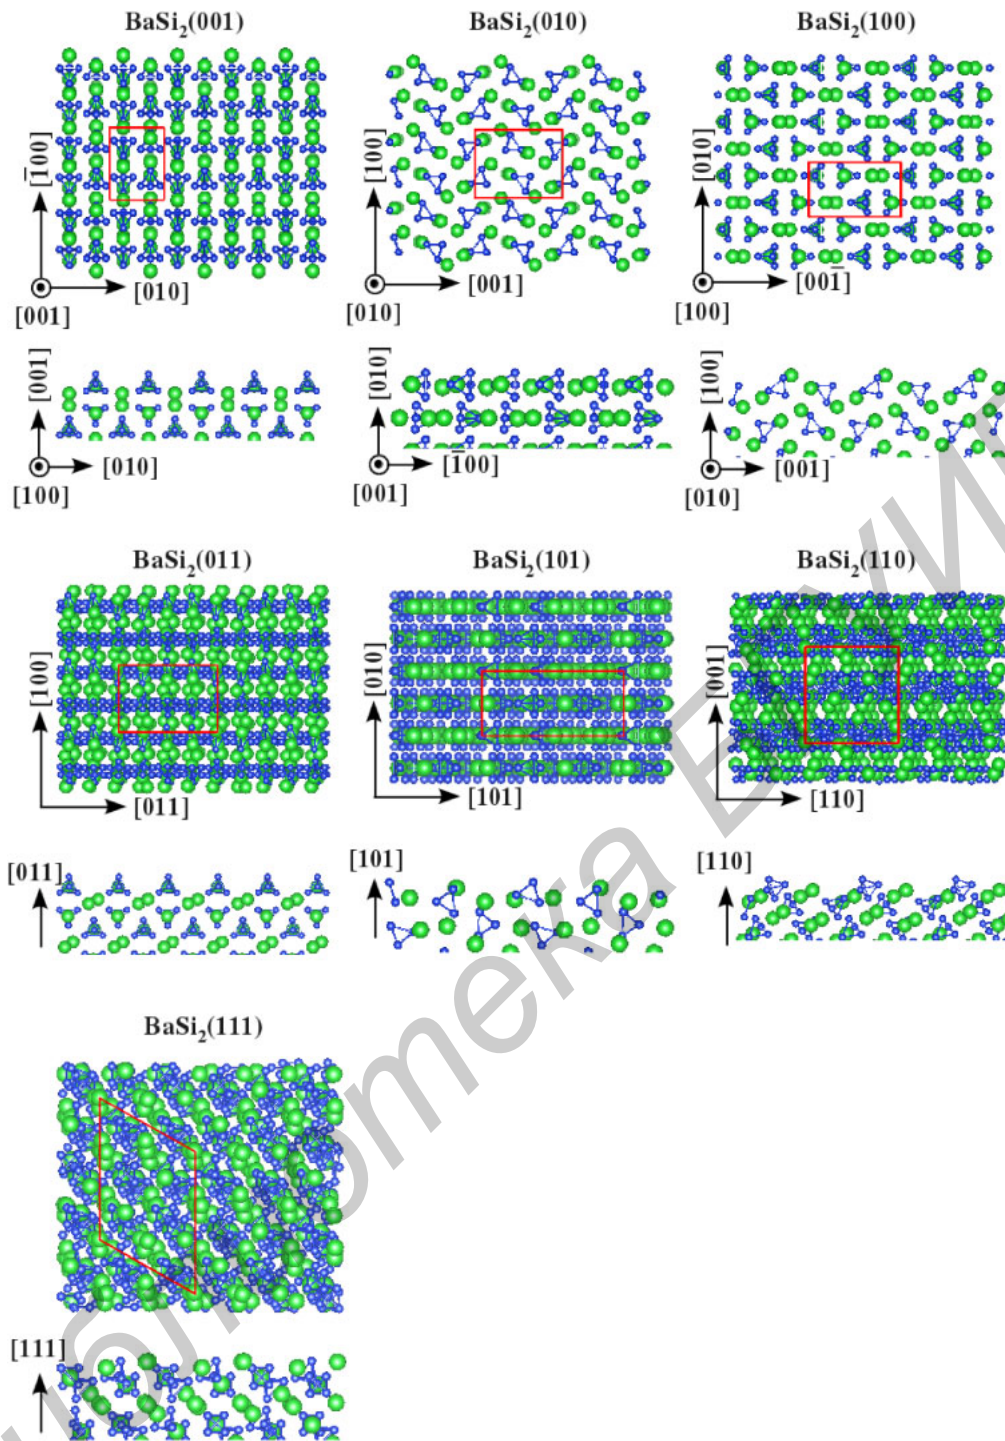 BaSi₂(001) BaSi₂(010) BaSi₂(100)
[1̄00] [100] [010]
[010] [001] [001̄]
[001] [010] [100]
[001] [010] [100]
[010] [1̄00] [001]
[100] [001] [010]
BaSi₂(011) BaSi₂(101) BaSi₂(110)
[100] [010] [001]
[011] [101] [110]
[011] [101] [110]
BaSi₂(111)
[111]